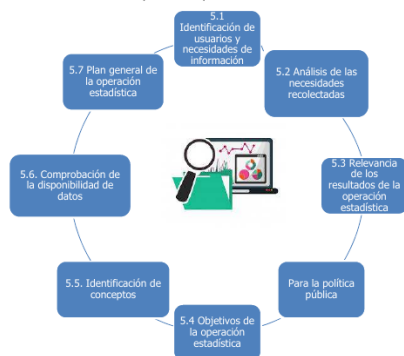 5.1
Identificación de
usuarios y
necesidades de
información
5.2 Análisis de las
necesidades
recolectadas
5.3 Relevancia
de los
resultados de la
operación
estadística
Para la política
pública
5.4 Objetivos de
la operación
estadística
5.5. Identificación de
conceptos
5.6. Comprobación de
la disponibilidad de
datos
5.7 Plan general de
la operación
estadística